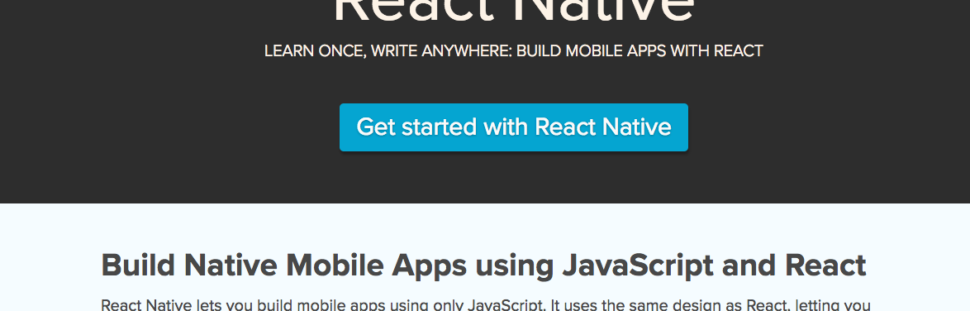 React Native
LEARN ONCE, WRITE ANYWHERE: BUILD MOBILE APPS WITH REACT
Get started with React Native
Build Native Mobile Apps using JavaScript and React
React Native lets you build mobile apps using only JavaScript. It uses the same design as React, letting you